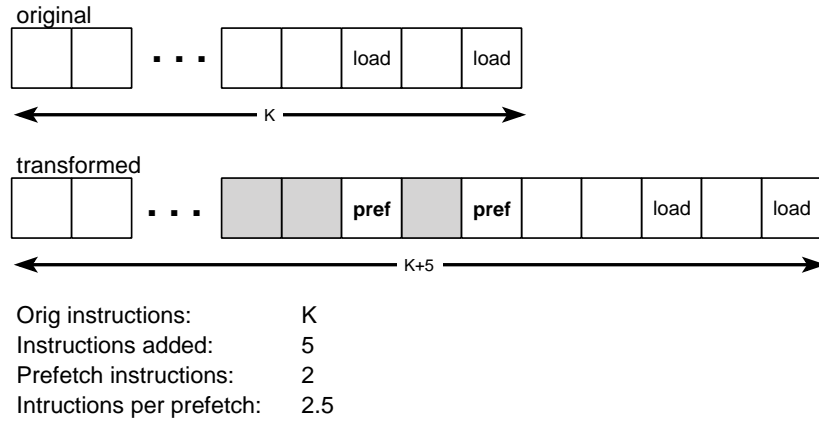 original
. . . load load
K
transformed
. . . pref pref load load
K+5
Orig instructions: K
Instructions added: 5
Prefetch instructions: 2
Intructions per prefetch: 2.5